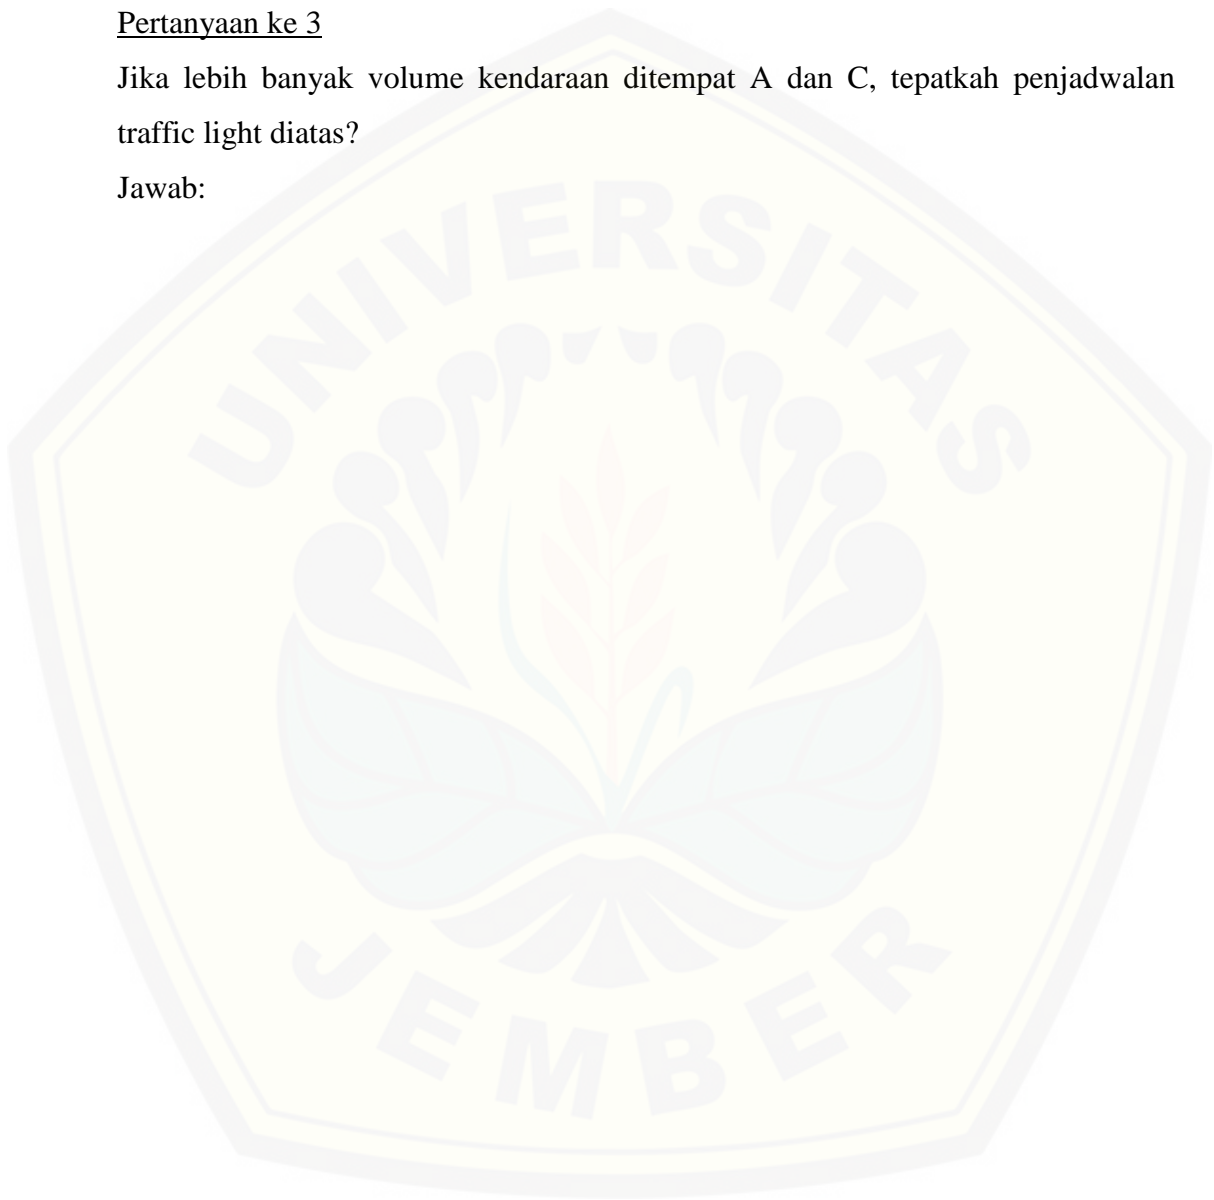 Pertanyaan ke 3
Jika lebih banyak volume kendaraan ditempat A dan C, tepatkah penjadwalan
traffic light diatas?
Jawab:
UNIVERSITAS
JEMBER